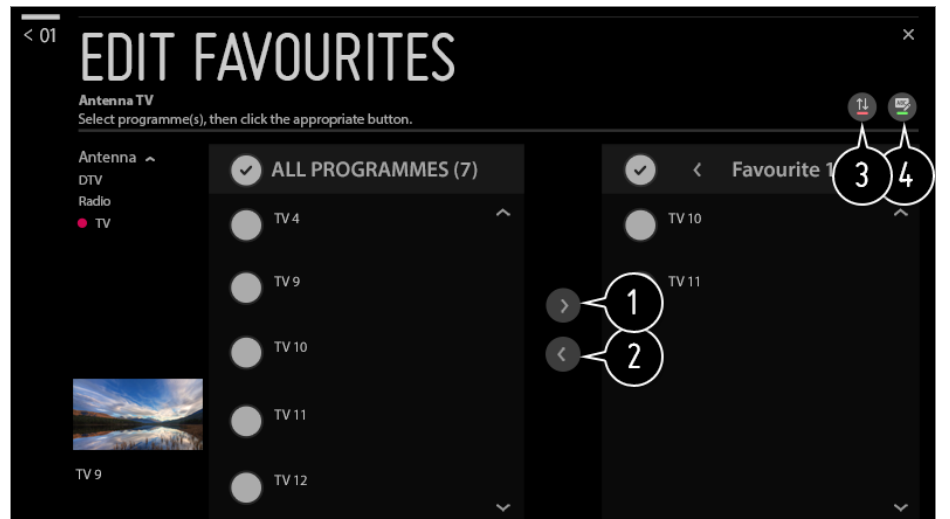 < 01
EDIT FAVOURITES
Antenna TV
Select programme(s), then click the appropriate button.
3
4
Antenna
DTV
Radio
TV
ALL PROGRAMMES (7)
TV 4
TV 9
TV 10
TV 11
TV 12
Favourite 1
TV 10
TV 11
1
2
TV 9